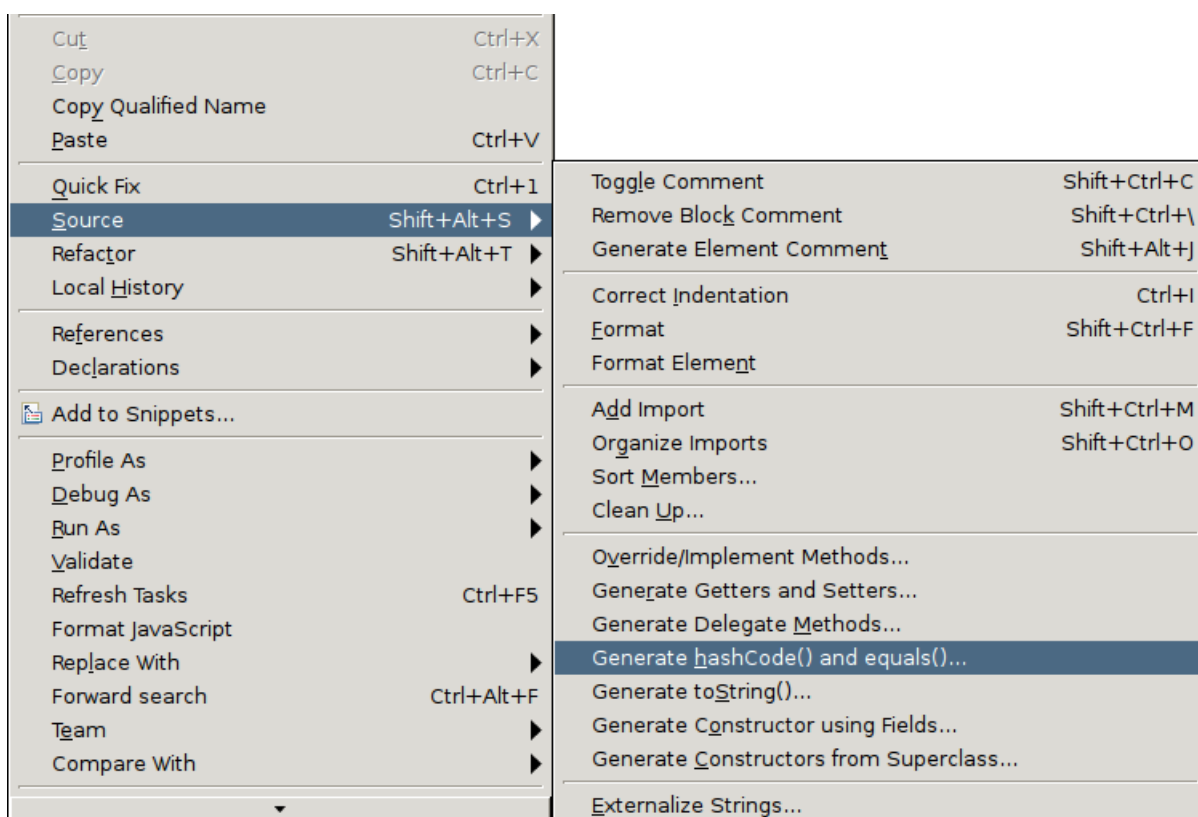 Cut Ctrl+X
Copy Ctrl+C
Copy Qualified Name
Paste Ctrl+V
Quick Fix Ctrl+1
Source Shift+Alt+S
Refactor Shift+Alt+T
Local History
References
Declarations
Add to Snippets...
Profile As
Debug As
Run As
Validate
Refresh Tasks Ctrl+F5
Format JavaScript
Replace With
Forward search Ctrl+Alt+F
Team
Compare With
Toggle Comment Shift+Ctrl+C
Remove Block Comment Shift+Ctrl+\
Generate Element Comment Shift+Alt+J
Correct Indentation Ctrl+I
Format Shift+Ctrl+F
Format Element
Add Import Shift+Ctrl+M
Organize Imports Shift+Ctrl+O
Sort Members...
Clean Up...
Override/Implement Methods...
Generate Getters and Setters...
Generate Delegate Methods...
Generate hashCode() and equals()...
Generate toString()...
Generate Constructor using Fields...
Generate Constructors from Superclass...
Externalize Strings...